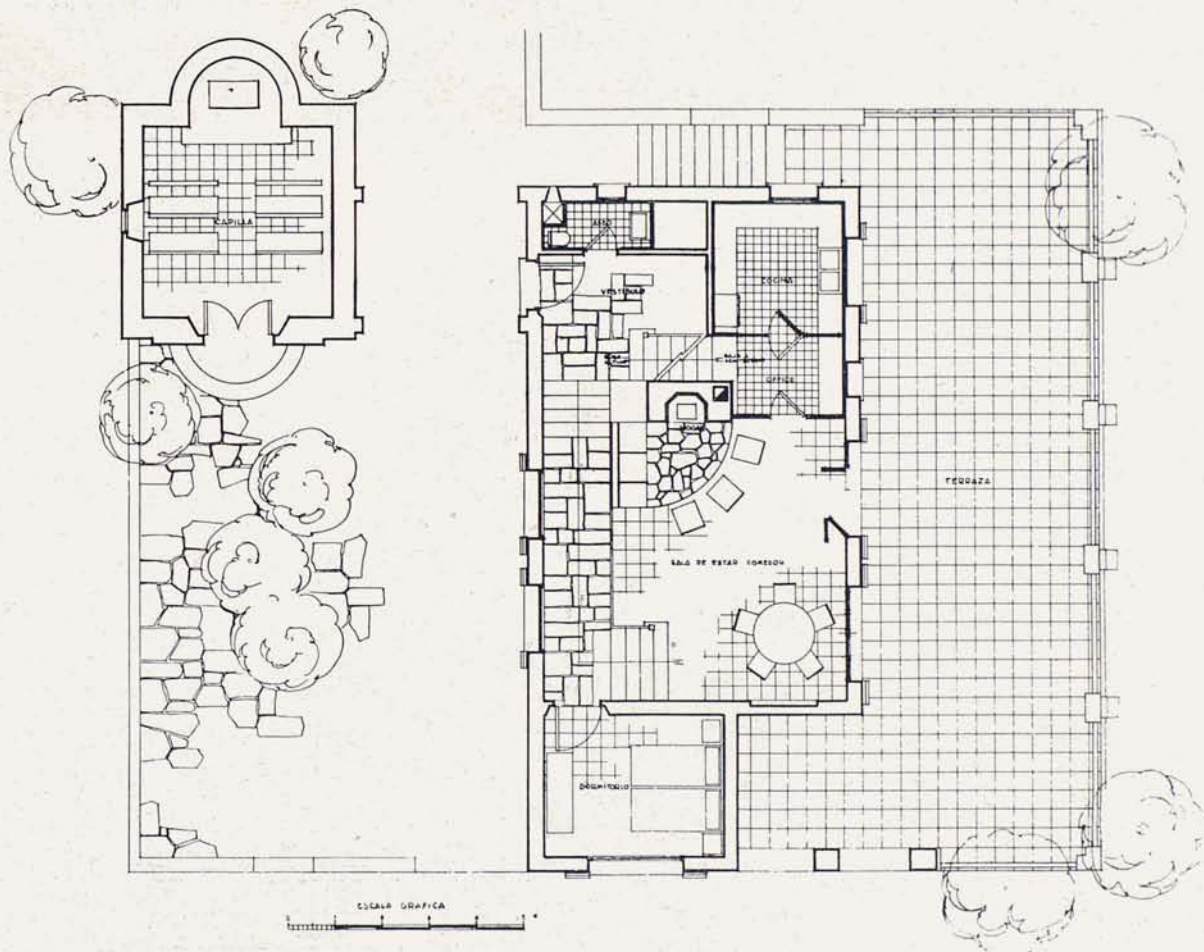 CAPILLA
ASEO
VESTIBULO
COCINA
OFFICE
HOGAR
TERRAZA
SALA DE ESTAR COMEDOR
DORMITORIO
ESCALA GRAFICA